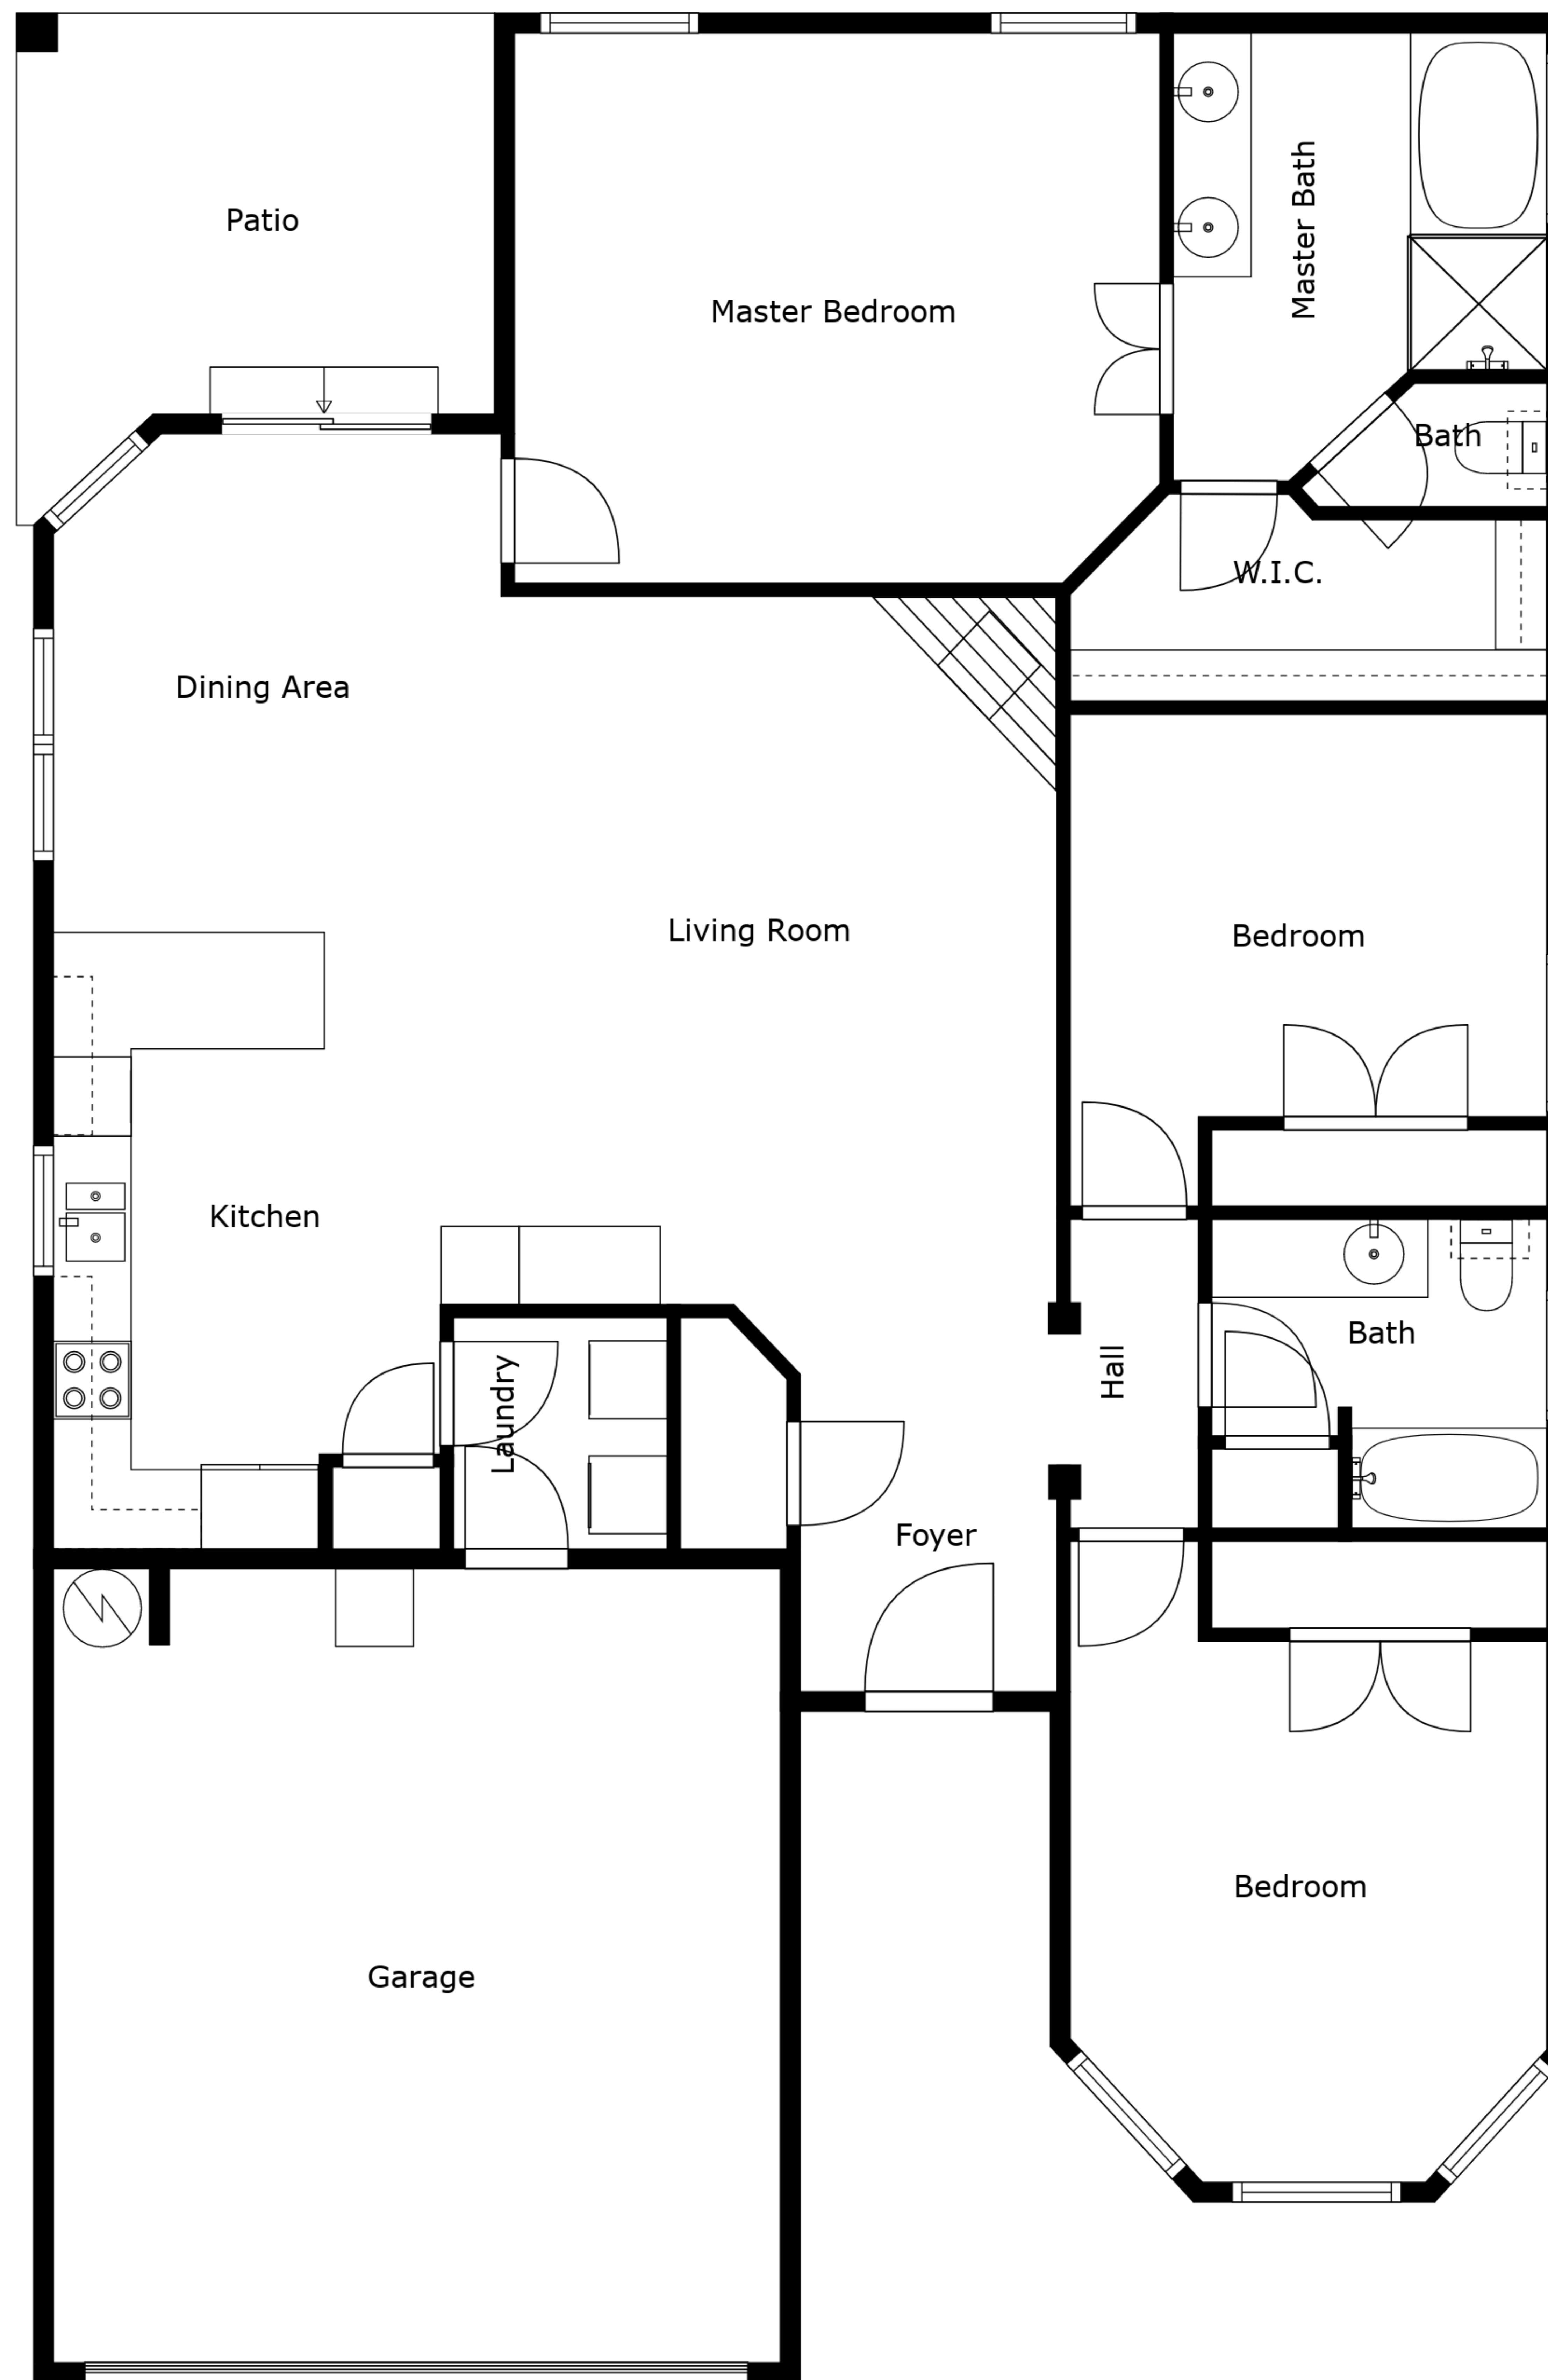 Patio
Master Bath
Master Bedroom
Bath
W.I.C.
Dining Area
Living Room
Bedroom
Kitchen
Bath
Hall
Laundry
Foyer
Bedroom
Garage